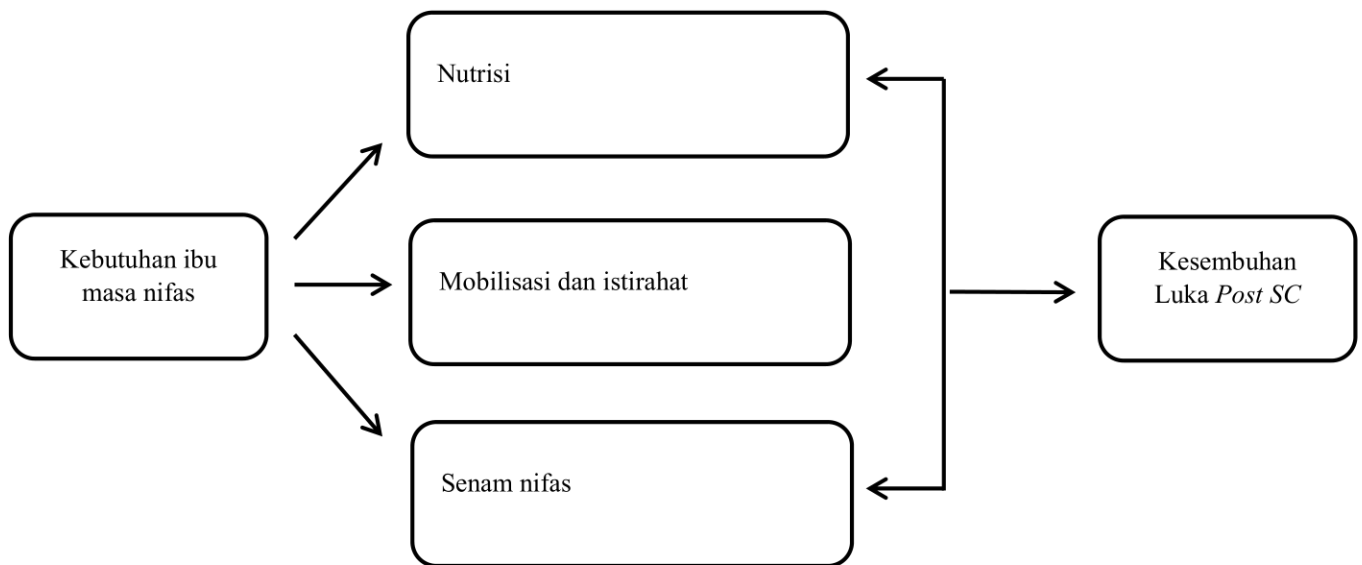 Nutrisi
Kebutuhan ibu
masa nifas
Mobilisasi dan istirahat
Kesembuhan
Luka Post SC
Senam nifas